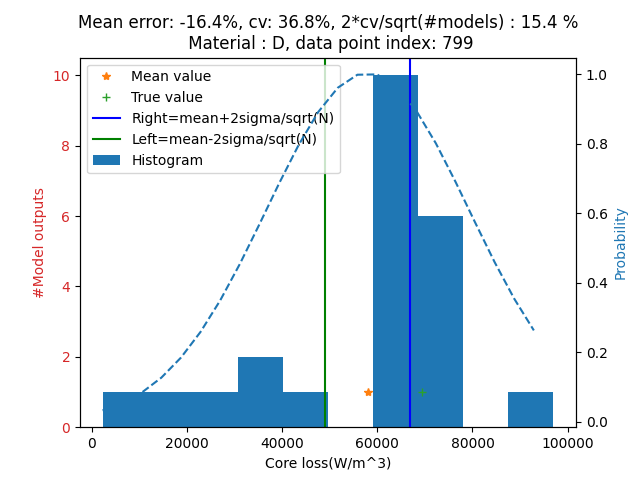 Mean error: -16.4%, cv: 36.8%, 2*cv/sqrt(#models) : 15.4 %
Material : D, data point index: 799
Mean value
True value
Right=mean+2sigma/sqrt(N)
Left=mean-2sigma/sqrt(N)
Histogram
#Model outputs
10
8
6
4
2
0
1.0
0.8
0.6
0.4
0.2
0.0
Probability
0 20000 40000 60000 80000 100000
Core loss(W/m^3)